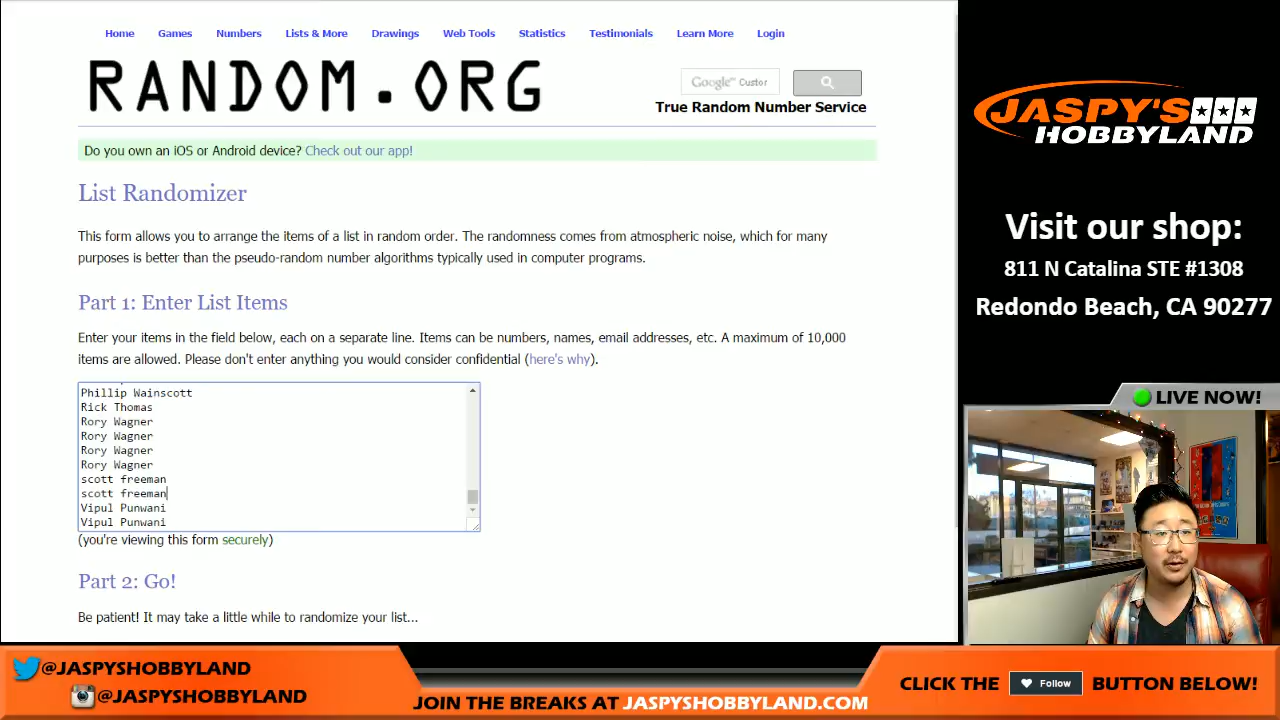 Home Games Numbers Lists & More Drawings Web Tools Statistics Testimonials Learn More Login
RANDOM.ORG
Google™ Custor
True Random Number Service
Do you own an iOS or Android device? Check out our app!
List Randomizer
This form allows you to arrange the items of a list in random order. The randomness comes from atmospheric noise, which for many
purposes is better than the pseudo-random number algorithms typically used in computer programs.
Part 1: Enter List Items
Enter your items in the field below, each on a separate line. Items can be numbers, names, email addresses, etc. A maximum of 10,000
items are allowed. Please don't enter anything you would consider confidential (here's why).
Phillip Wainscott
Rick Thomas
Rory Wagner
Rory Wagner
Rory Wagner
Rory Wagner
scott freeman
scott freeman
Vipul Punwani
Vipul Punwani
(you're viewing this form securely)
Part 2: Go!
Be patient! It may take a little while to randomize your list...
JASPY'S
HOBBYLAND
Visit our shop:
811 N Catalina STE #1308
Redondo Beach, CA 90277
LIVE NOW!
@JASPYSHOBBYLAND
@JASPYSHOBBYLAND
JOIN THE BREAKS AT JASPYSHOBBYLAND.COM
CLICK THE Follow BUTTON BELOW!